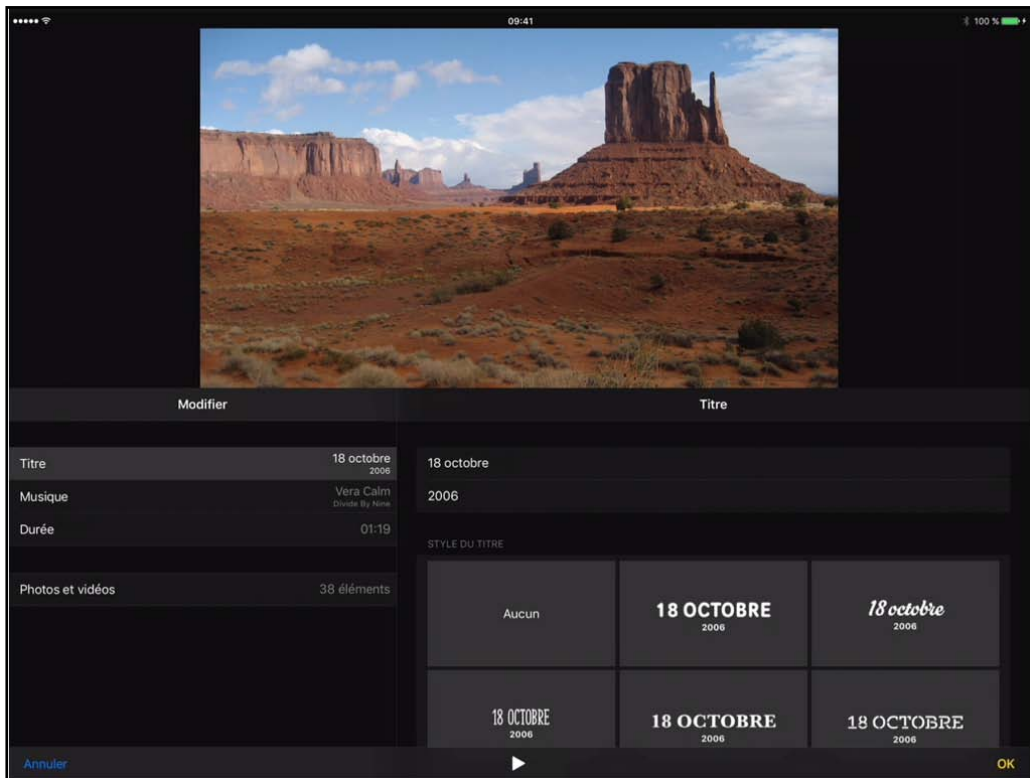 09:41
100 %
Modifier
Titre
Titre
18 octobre
2006
Musique
Vera Calm
Divide By Nine
Durée
01:19
Photos et vidéos
38 éléments
18 octobre
2006
STYLE DU TITRE
Aucun
18 OCTOBRE
2006
18 octobre
2006
18 OCTOBRE
2006
18 OCTOBRE
2006
18 OCTOBRE
2006
Annuler
OK